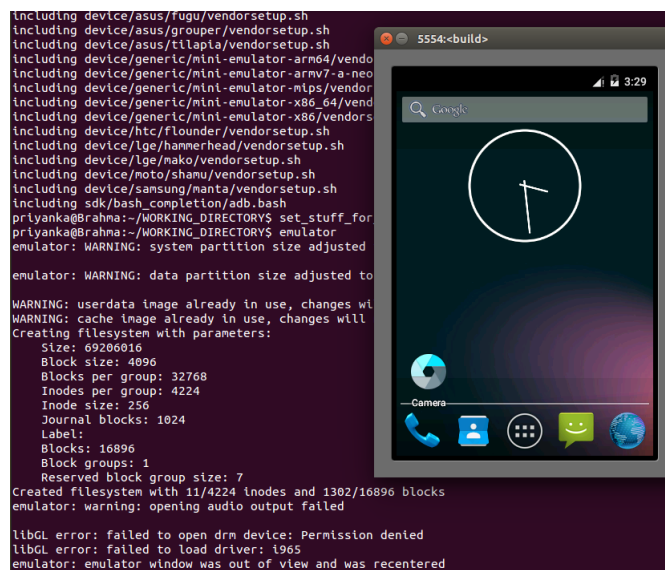 including device/asus/fugu/vendorsetup.sh
including device/asus/grouper/vendorsetup.sh
including device/asus/tilapia/vendorsetup.sh
including device/generic/mini-emulator-arm64/vendo
including device/generic/mini-emulator-armv7-a-neo
including device/generic/mini-emulator-mips/vendor
including device/generic/mini-emulator-x86_64/vend
including device/generic/mini-emulator-x86/vendors
including device/htc/flounder/vendorsetup.sh
including device/lge/hammerhead/vendorsetup.sh
including device/lge/mako/vendorsetup.sh
including device/moto/shamu/vendorsetup.sh
including device/samsung/manta/vendorsetup.sh
including sdk/bash_completion/adb.bash
priyanka@Brahma:~/WORKING_DIRECTORY$ set_stuff_for_
priyanka@Brahma:~/WORKING_DIRECTORY$ emulator
emulator: WARNING: system partition size adjusted
emulator: WARNING: data partition size adjusted to
WARNING: userdata image already in use, changes wi
WARNING: cache image already in use, changes will
Creating filesystem with parameters:
Size: 69206016
Block size: 4096
Blocks per group: 32768
Inodes per group: 4224
Inode size: 256
Journal blocks: 1024
Label:
Blocks: 16896
Block groups: 1
Reserved block group size: 7
Created filesystem with 11/4224 inodes and 1302/16896 blocks
emulator: warning: opening audio output failed
libGL error: failed to open drm device: Permission denied
libGL error: failed to load driver: i965
emulator: emulator window was out of view and was recentered
5554:<build>
3:29
Google
Camera